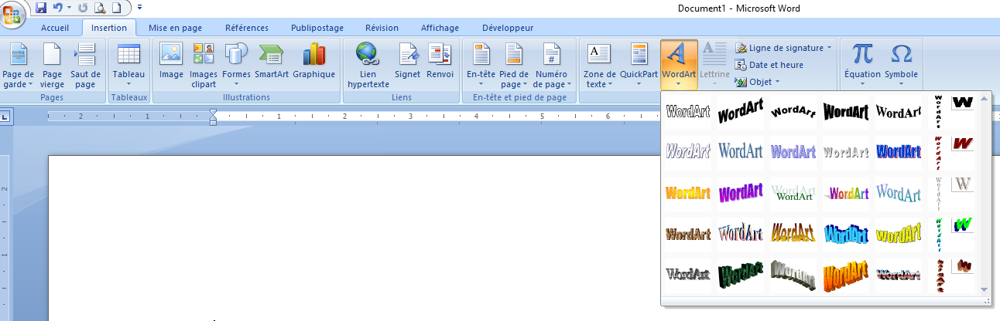 Document1 - Microsoft Word
Accueil Insertion Mise en page Références Publipostage Révision Affichage Développeur
Page de garde
Page vierge
Saut de page
Pages
Tableau
Tableaux
Image
Images clipart
Formes
SmartArt
Graphique
Illustrations
Lien hypertexte
Signet
Renvoi
Liens
En-tête
Pied de page
Numéro de page
En-tête et pied de page
Zone de texte
QuickPart
WordArt
Lettrine
Ligne de signature
Date et heure
Objet
Équation
Symbole
2 1 1 2 3 4 5 6
WordArt WordArt WordArt WordArt WordArt WordArt W
WordArt WordArt WordArt WordArt WordArt WordArt W
WordArt WordArt WordArt WordArt WordArt WordArt W
WordArt WordArt WordArt WordArt WordArt WordArt W
WordArt WordArt WordArt WordArt WordArt WordArt W
2
1